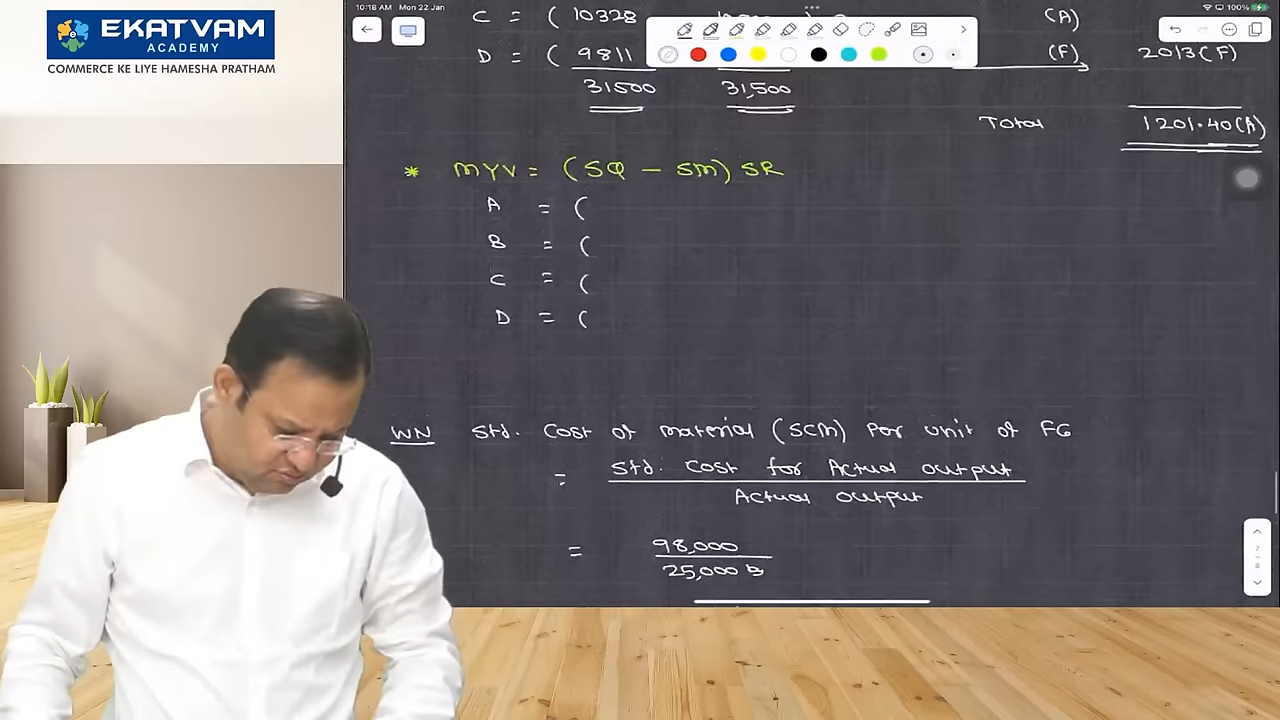 EKATVAM
ACADEMY
COMMERCE KE LIYE HAMESHA PRATHAM
10:18 AM Mon 22 Jan
100%
C = ( 10328 (A)
D = ( 9811 (F) 2013(F)
31500 31,500
Total 1201.40(A)
* MYV = (SQ - SM) SR
A = (
B = (
C = (
D = (
WN Std. Cost of material (SCM) Per unit of FG
= Std. Cost for Actual output
Actual output
= 98,000
25,000